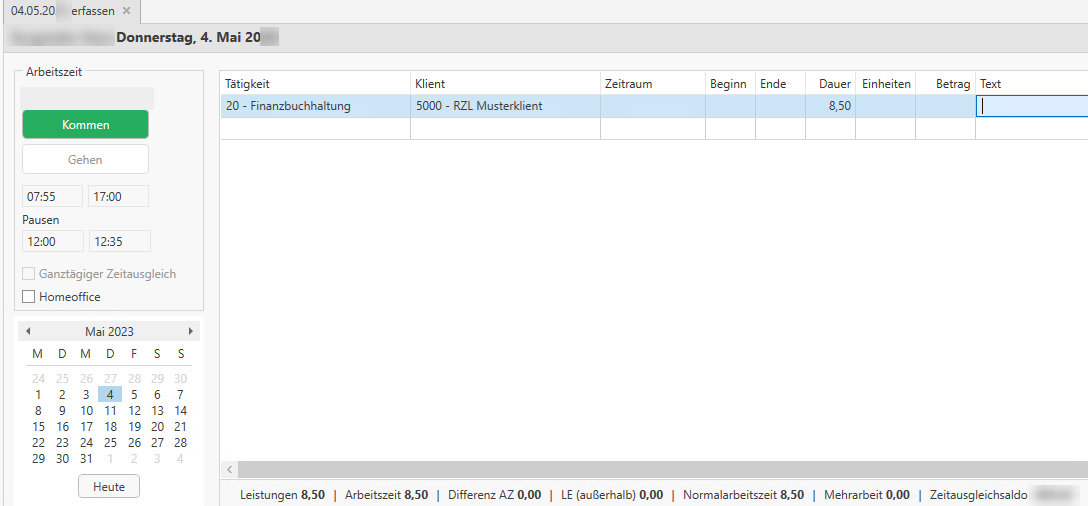 04.05.20 erfassen ×
Donnerstag, 4. Mai 20
Arbeitszeit
Kommen
Gehen
07:55 17:00
Pausen
12:00 12:35
Ganztägiger Zeitausgleich
Homeoffice
Mai 2023
M D M D F S S
24 25 26 27 28 29 30
1 2 3 4 5 6 7
8 9 10 11 12 13 14
15 16 17 18 19 20 21
22 23 24 25 26 27 28
29 30 31 1 2 3 4
Heute
Tätigkeit Klient Zeitraum Beginn Ende Dauer Einheiten Betrag Text
20 - Finanzbuchhaltung 5000 - RZL Musterklient 8,50
Leistungen 8,50 | Arbeitszeit 8,50 | Differenz AZ 0,00 | LE (außerhalb) 0,00 | Normalarbeitszeit 8,50 | Mehrarbeit 0,00 | Zeitausgleichsaldo